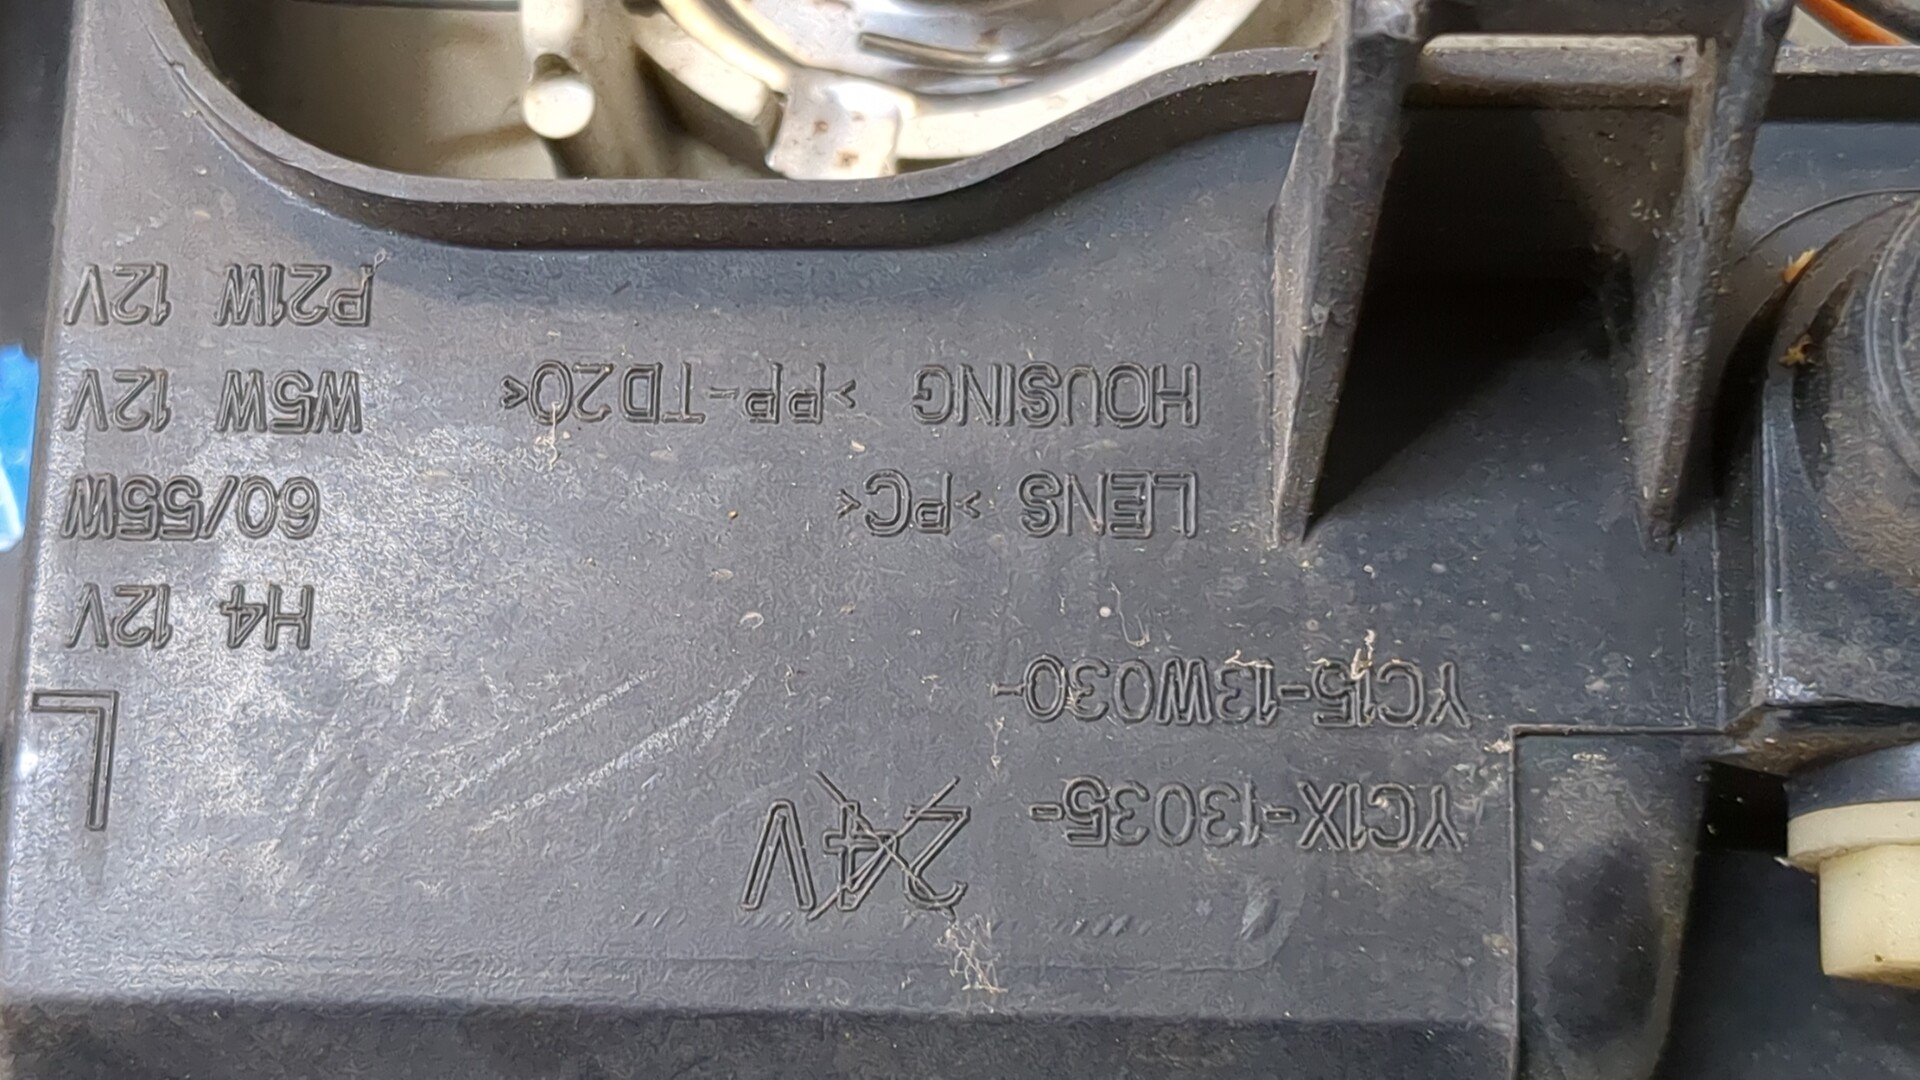 YC1X-13035-
24V
YC15-13W030-
LENS >PC<
HOUSING >PP-TD20<
L
H4 12V
60/55W
W5W 12V
P21W 12V